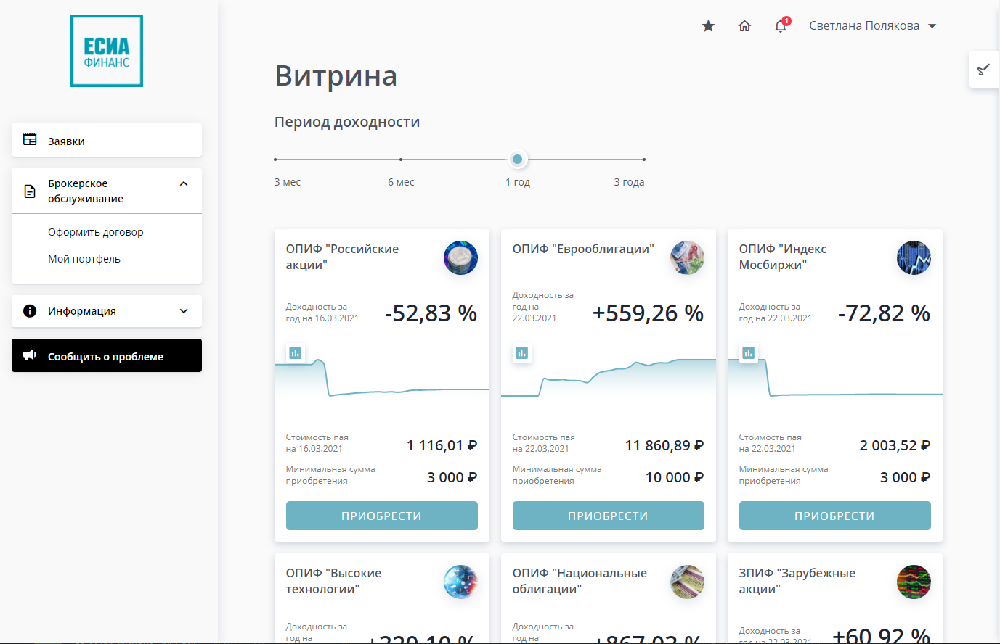 ЕСИА
ФИНАНС
1
Светлана Полякова
Заявки
Брокерское
обслуживание
Оформить договор
Мой портфель
Информация
Сообщить о проблеме
Витрина
Период доходности
3 мес
6 мес
1 год
3 года
ОПИФ "Российские
акции"
Доходность за
год на 16.03.2021
-52,83 %
Стоимость пая
на 16.03.2021
1 116,01 ₽
Минимальная сумма
приобретения
3 000 ₽
ПРИОБРЕСТИ
ОПИФ "Еврооблигации"
Доходность за
год на
22.03.2021
+559,26 %
Стоимость пая
на 22.03.2021
11 860,89 ₽
Минимальная сумма
приобретения
10 000 ₽
ПРИОБРЕСТИ
ОПИФ "Индекс
Мосбиржи"
Доходность за
год на 22.03.2021
-72,82 %
Стоимость пая
на 22.03.2021
2 003,52 ₽
Минимальная сумма
приобретения
3 000 ₽
ПРИОБРЕСТИ
ОПИФ "Высокие
технологии"
Доходность за
год на
+320,10 %
ОПИФ "Национальные
облигации"
Доходность за
год на
+867,03 %
ЗПИФ "Зарубежные
акции"
Доходность за
год на 22.03.2021
+60,92 %